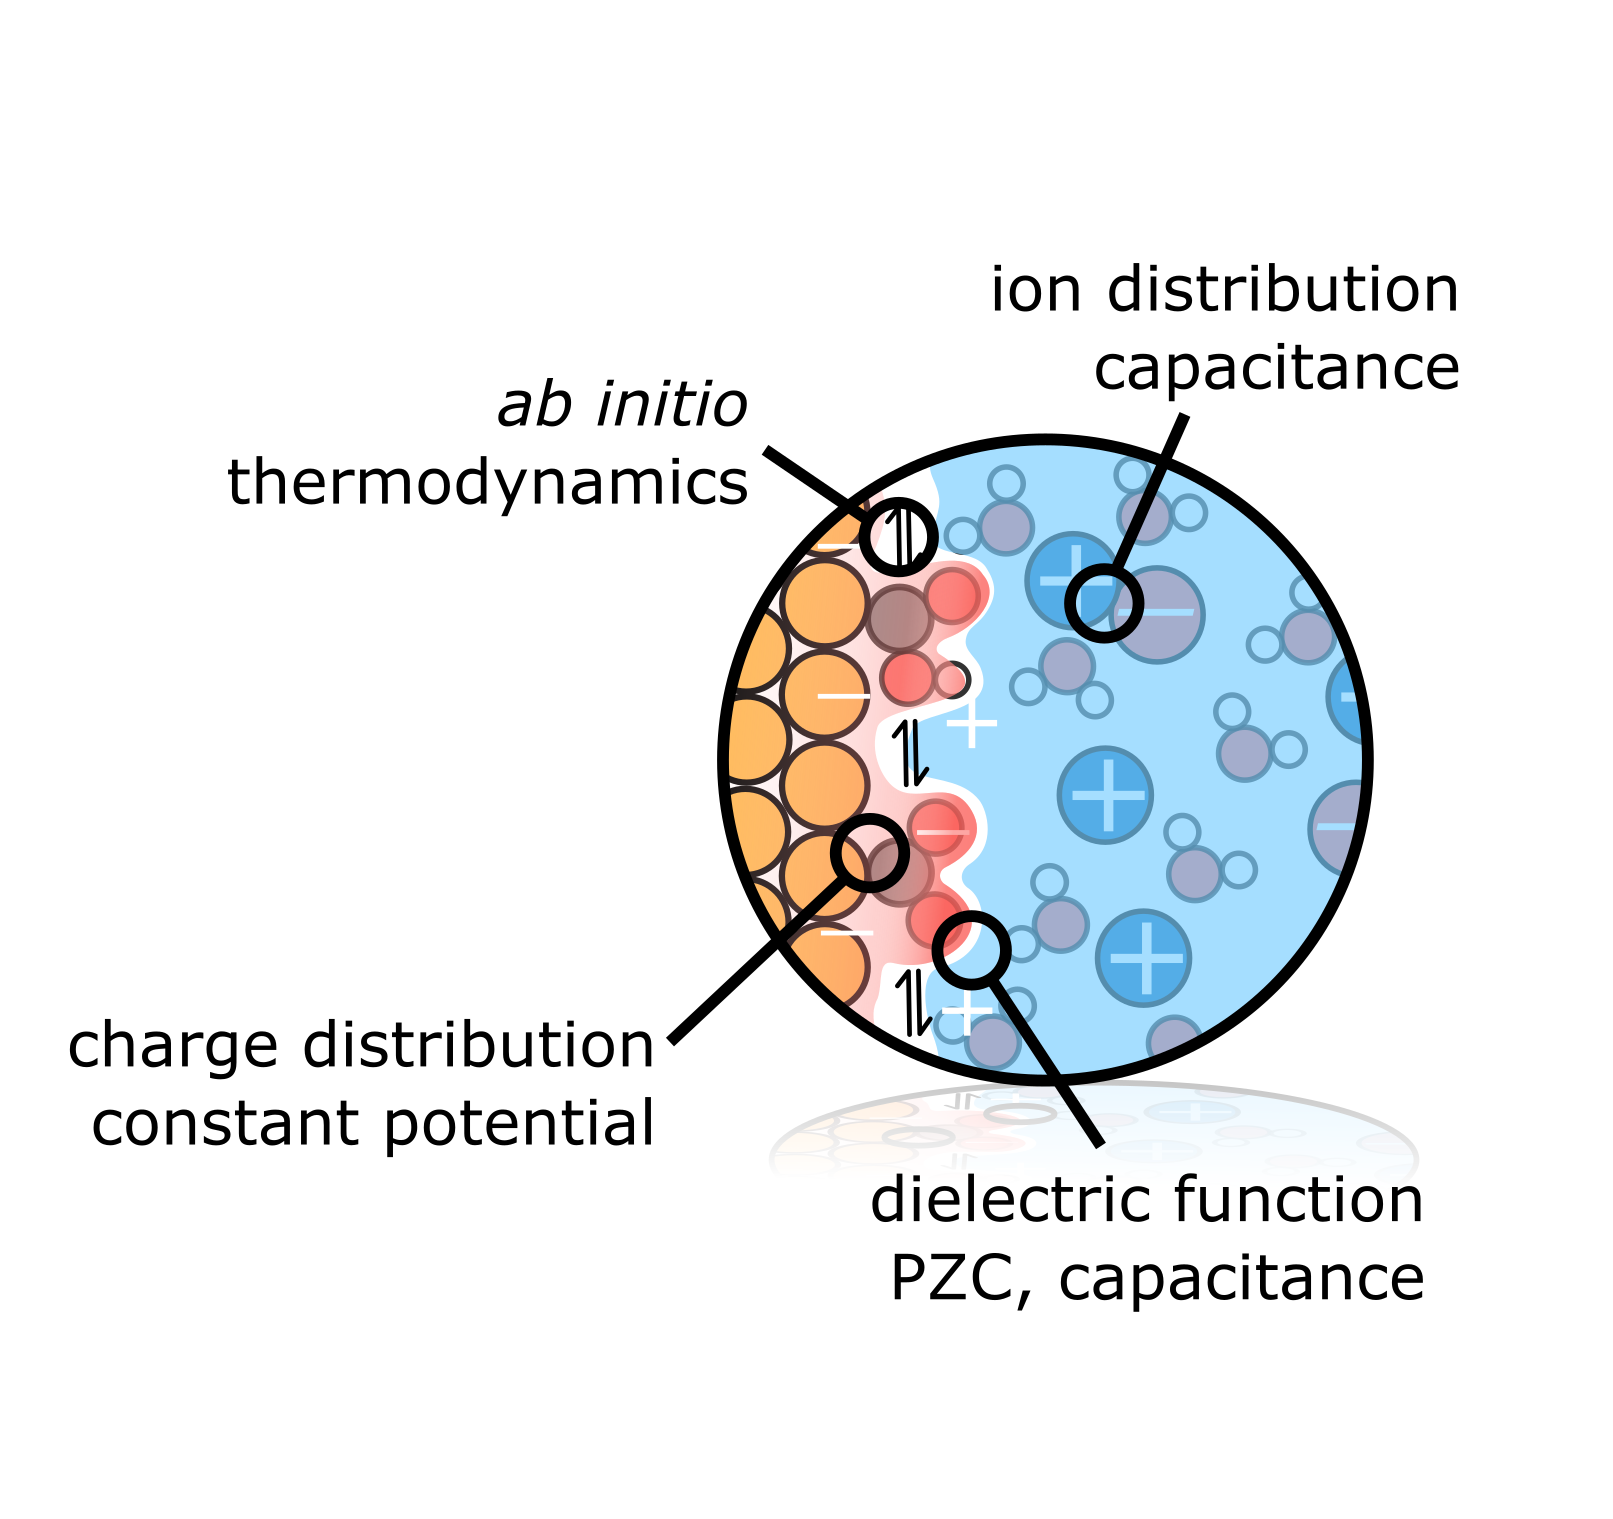 ion distribution
capacitance
ab initio
thermodynamics
charge distribution
constant potential
dielectric function
PZC, capacitance